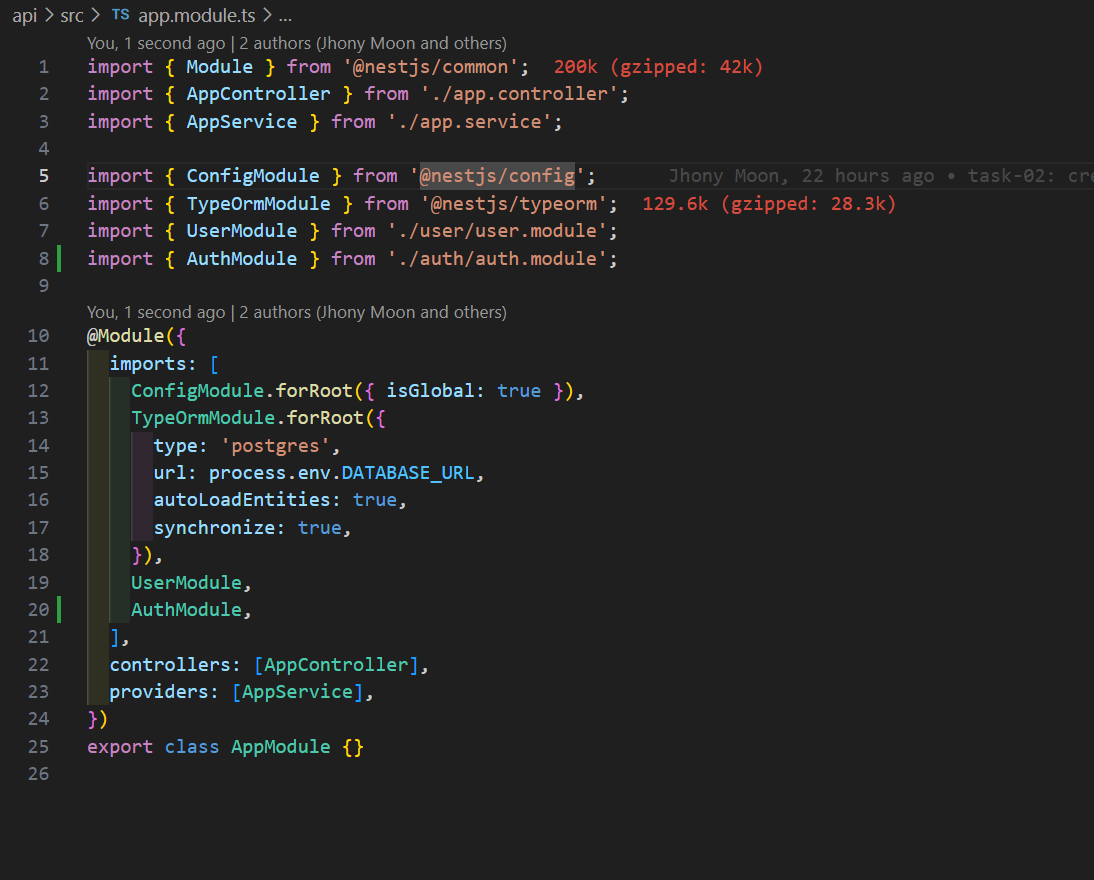 api > src > TS app.module.ts > ...
You, 1 second ago | 2 authors (Jhony Moon and others)
1 import { Module } from '@nestjs/common'; 200k (gzipped: 42k)
2 import { AppController } from './app.controller';
3 import { AppService } from './app.service';
4
5 import { ConfigModule } from '@nestjs/config'; Jhony Moon, 22 hours ago • task-02: cre
6 import { TypeOrmModule } from '@nestjs/typeorm'; 129.6k (gzipped: 28.3k)
7 import { UserModule } from './user/user.module';
8 import { AuthModule } from './auth/auth.module';
9
You, 1 second ago | 2 authors (Jhony Moon and others)
10 @Module({
11   imports: [
12     ConfigModule.forRoot({ isGlobal: true }),
13     TypeOrmModule.forRoot({
14       type: 'postgres',
15       url: process.env.DATABASE_URL,
16       autoLoadEntities: true,
17       synchronize: true,
18     }),
19     UserModule,
20     AuthModule,
21   ],
22   controllers: [AppController],
23   providers: [AppService],
24 })
25 export class AppModule {}
26